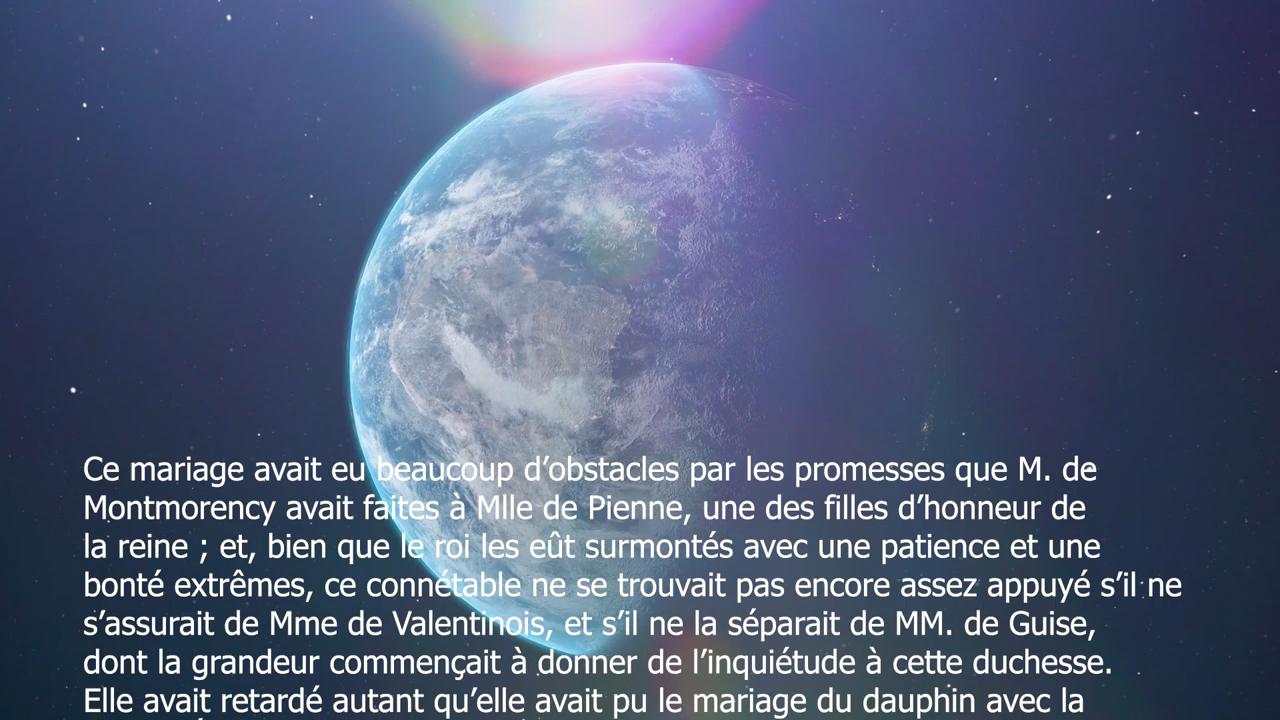 Ce mariage avait eu beaucoup d’obstacles par les promesses que M. de
Montmorency avait faites à Mlle de Pienne, une des filles d’honneur de
la reine ; et, bien que le roi les eût surmontés avec une patience et une
bonté extrêmes, ce connétable ne se trouvait pas encore assez appuyé s’il ne
s’assurait de Mme de Valentinois, et s’il ne la séparait de MM. de Guise,
dont la grandeur commençait à donner de l’inquiétude à cette duchesse.
Elle avait retardé autant qu’elle avait pu le mariage du dauphin avec la